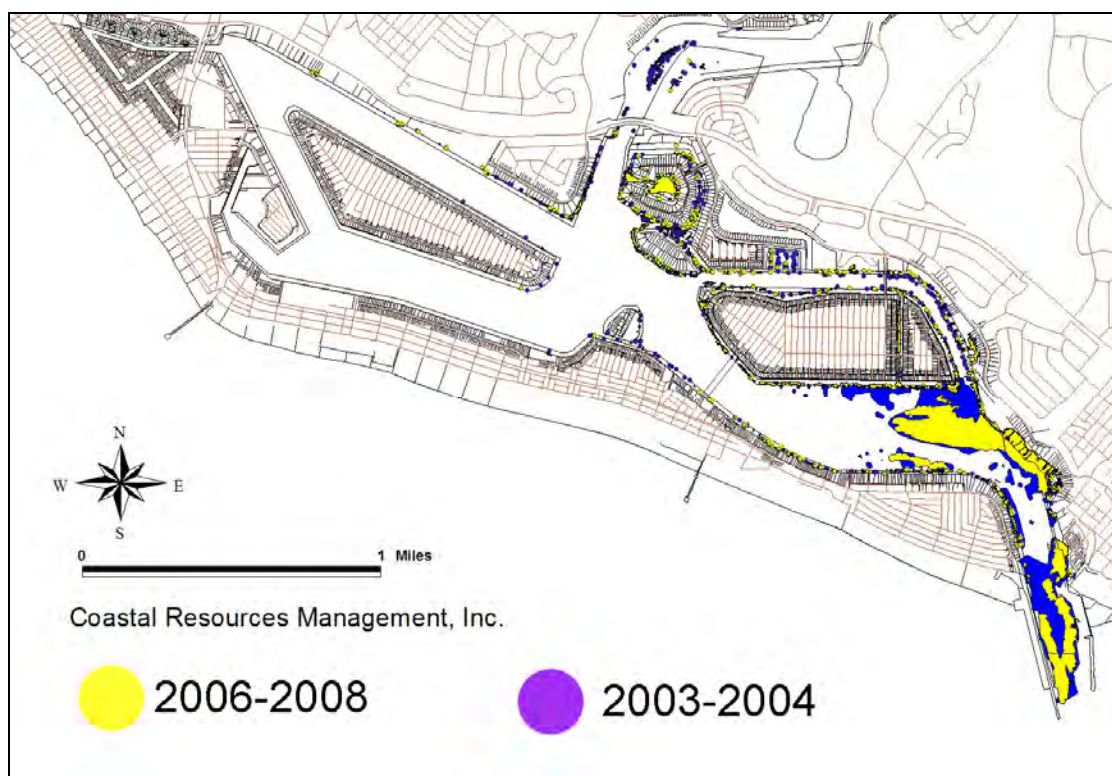 N
W E
S
0 1 Miles
Coastal Resources Management, Inc.
2006-2008 2003-2004